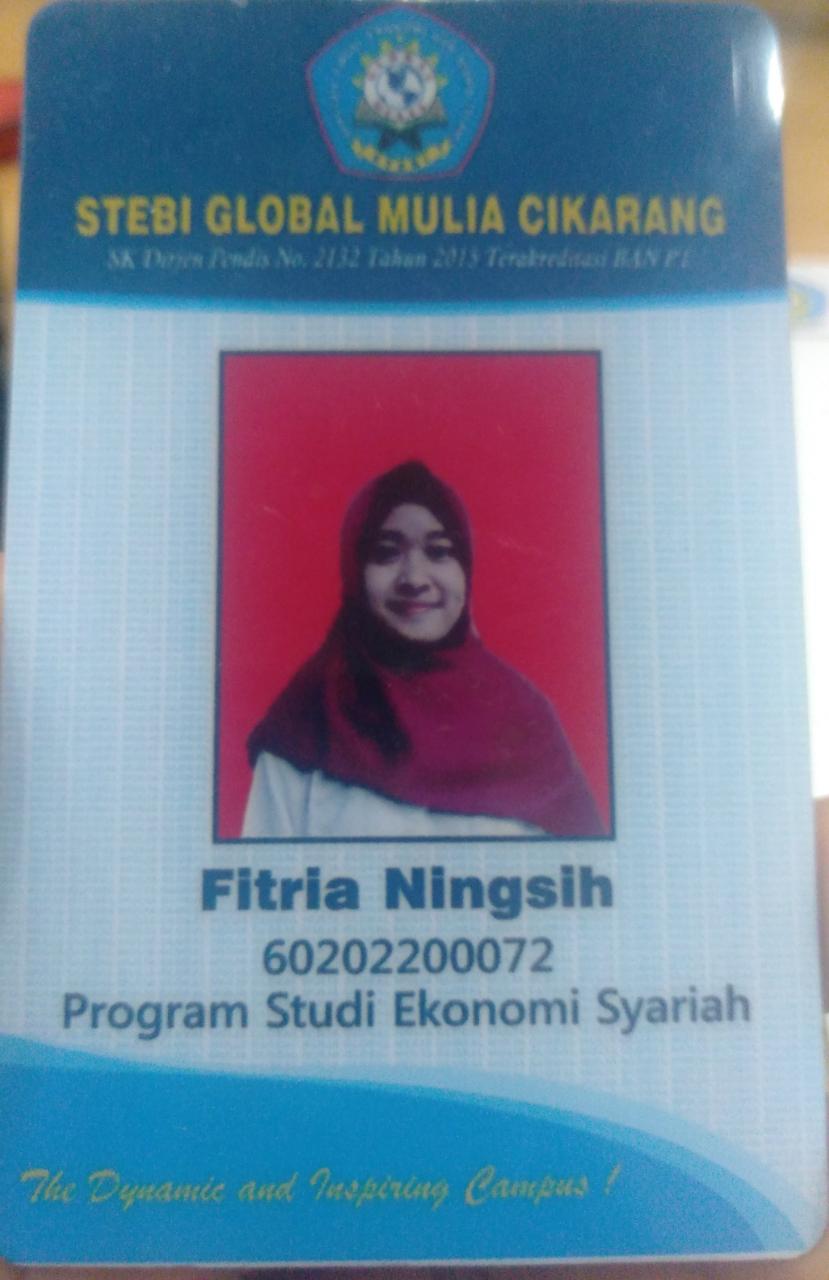 STEBI GLOBAL MULIA CIKARANG
SK Dirjen Pendis No. 2132 Tahun 2015 Terakreditasi BAN PT
Fitria Ningsih
60202200072
Program Studi Ekonomi Syariah
The Dynamic and Inspiring Campus !